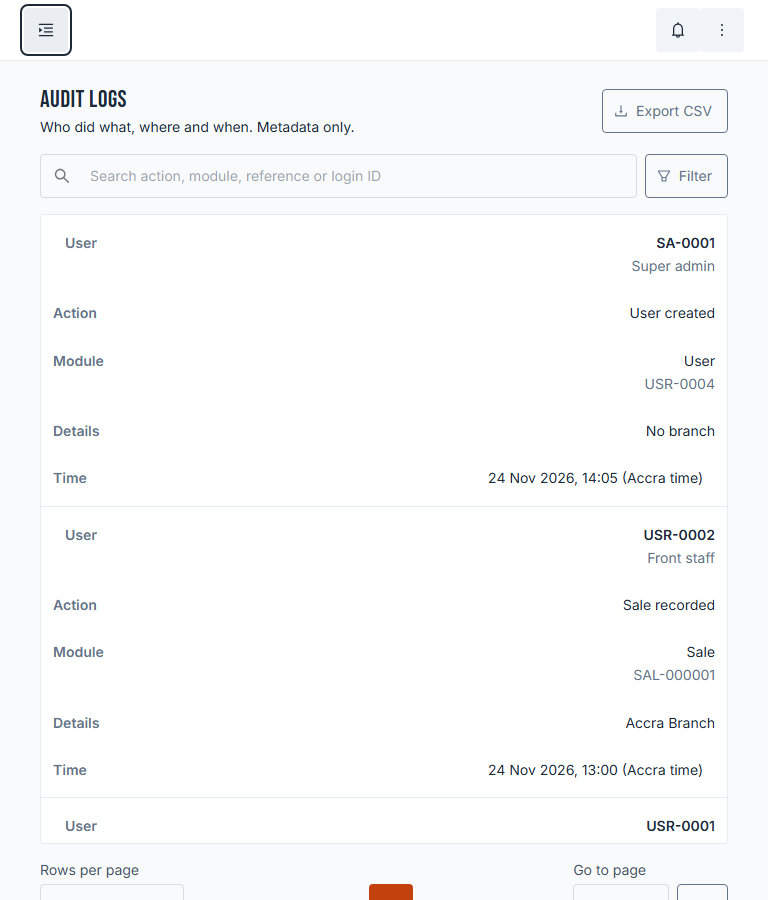 AUDIT LOGS
Who did what, where and when. Metadata only.
Export CSV
Search action, module, reference or login ID
Filter
User
SA-0001
Super admin
Action
User created
Module
User
USR-0004
Details
No branch
Time
24 Nov 2026, 14:05 (Accra time)
User
USR-0002
Front staff
Action
Sale recorded
Module
Sale
SAL-000001
Details
Accra Branch
Time
24 Nov 2026, 13:00 (Accra time)
User
USR-0001
Rows per page
Go to page